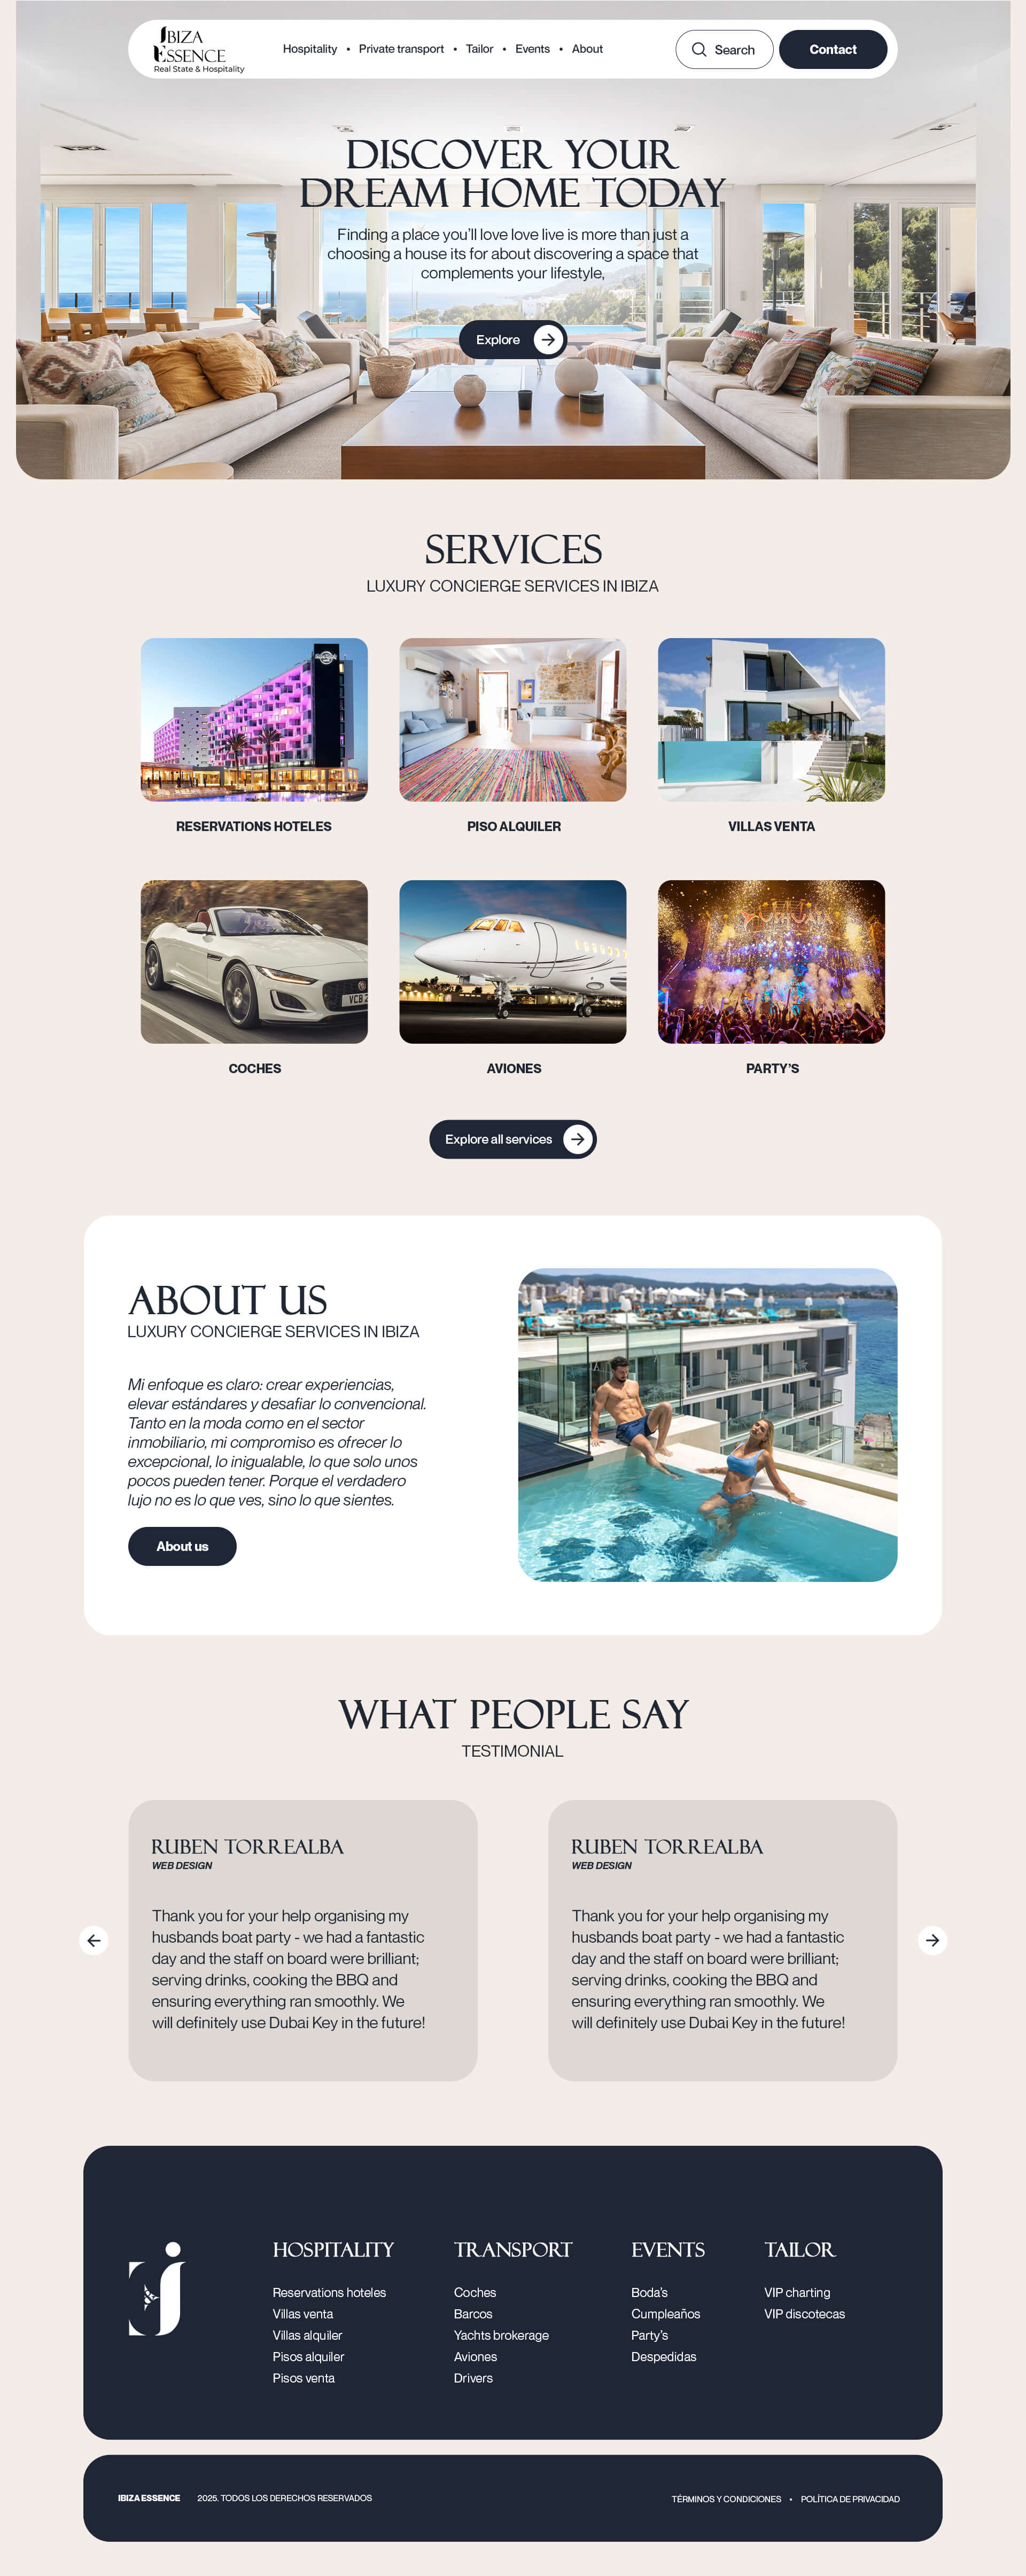 IBIZA
ESSENCE
Real State & Hospitality
Hospitality • Private transport • Tailor • Events • About
Search
Contact
DISCOVER YOUR
DREAM HOME TODAY
Finding a place you'll love love live is more than just a
choosing a house its for about discovering a space that
complements your lifestyle,
Explore
SERVICES
LUXURY CONCIERGE SERVICES IN IBIZA
RESERVATIONS HOTELES
PISO ALQUILER
VILLAS VENTA
VCB
COCHES
AVIONES
PARTY'S
Explore all services
ABOUT US
LUXURY CONCIERGE SERVICES IN IBIZA
Mi enfoque es claro: crear experiencias,
elevar estándares y desafiar lo convencional.
Tanto en la moda como en el sector
inmobiliario, mi compromiso es ofrecer lo
excepcional, lo inigualable, lo que solo unos
pocos pueden tener. Porque el verdadero
lujo no es lo que ves, sino lo que sientes.
About us
WHAT PEOPLE SAY
TESTIMONIAL
RUBEN TORREALBA
WEB DESIGN
Thank you for your help organising my
husbands boat party - we had a fantastic
day and the staff on board were brilliant;
serving drinks, cooking the BBQ and
ensuring everything ran smoothly. We
will definitely use Dubai Key in the future!
RUBEN TORREALBA
WEB DESIGN
Thank you for your help organising my
husbands boat party - we had a fantastic
day and the staff on board were brilliant;
serving drinks, cooking the BBQ and
ensuring everything ran smoothly. We
will definitely use Dubai Key in the future!
HOSPITALITY
Reservations hoteles
Villas venta
Villas alquiler
Pisos alquiler
Pisos venta
TRANSPORT
Coches
Barcos
Yachts brokerage
Aviones
Drivers
EVENTS
Boda's
Cumpleaños
Party's
Despedidas
TAILOR
VIP charting
VIP discotecas
IBIZA ESSENCE 2025. TODOS LOS DERECHOS RESERVADOS
TÉRMINOS Y CONDICIONES • POLÍTICA DE PRIVACIDAD